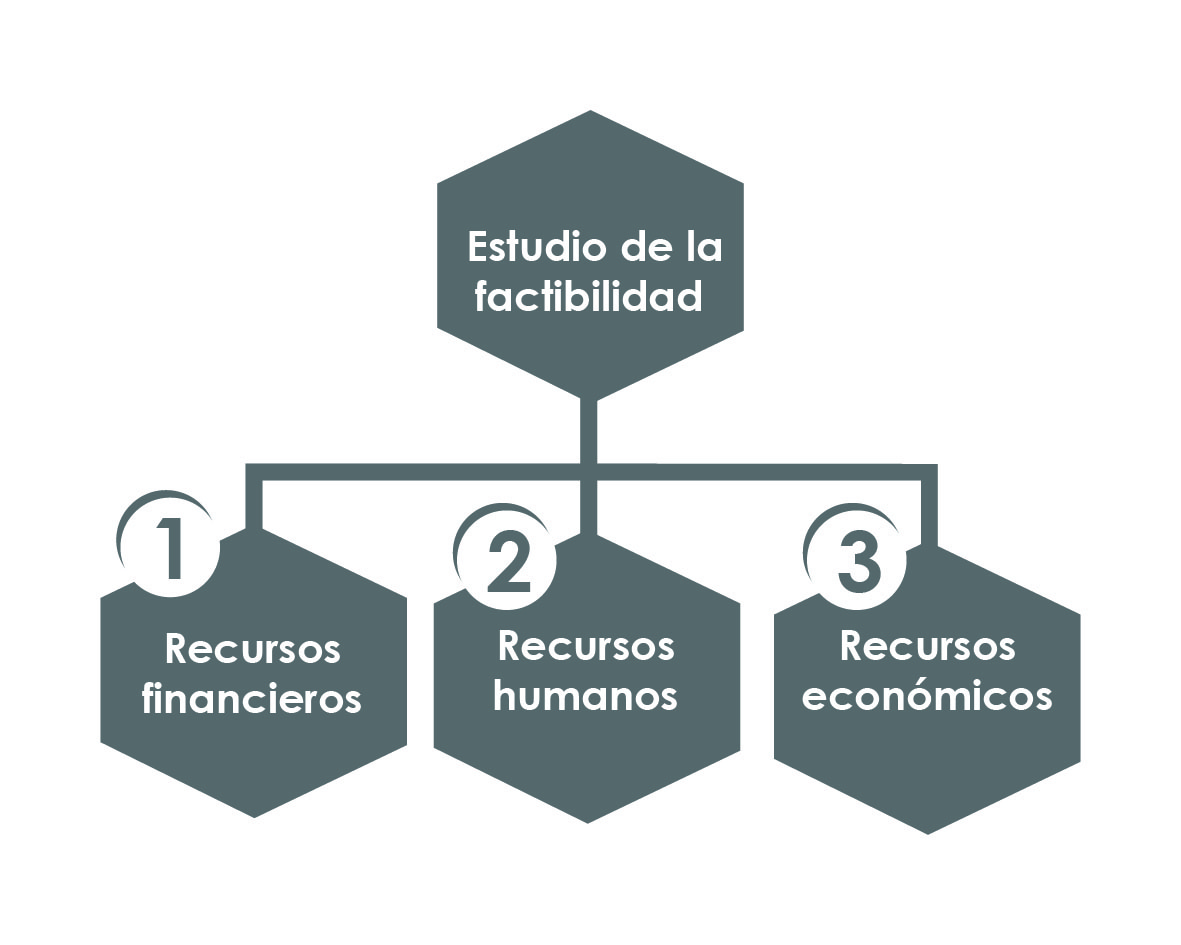 Estudio de la
factibilidad
1
Recursos
financieros
2
Recursos
humanos
3
Recursos
económicos